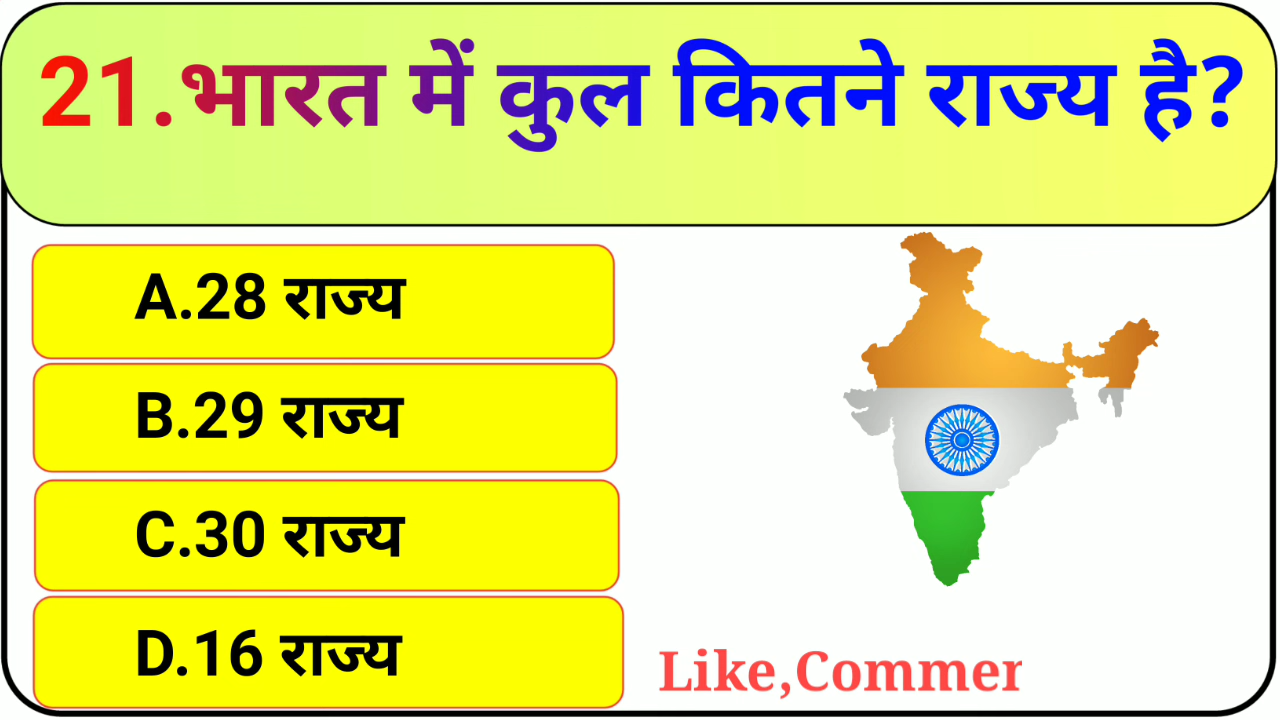 21.भारत में कुल कितने राज्य है?
A.28 राज्य
B.29 राज्य
C.30 राज्य
D.16 राज्य
Like,Commer